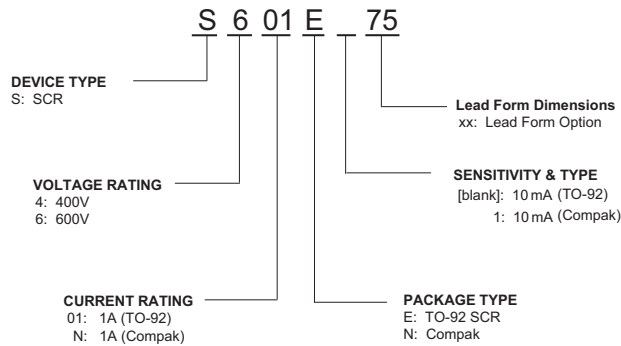 S 6 01 E _ 75
DEVICE TYPE
S: SCR
Lead Form Dimensions
xx: Lead Form Option
VOLTAGE RATING
4: 400V
6: 600V
SENSITIVITY & TYPE
[blank]: 10 mA (TO-92)
1: 10 mA (Compak)
CURRENT RATING
01: 1A (TO-92)
N: 1A (Compak)
PACKAGE TYPE
E: TO-92 SCR
N: Compak